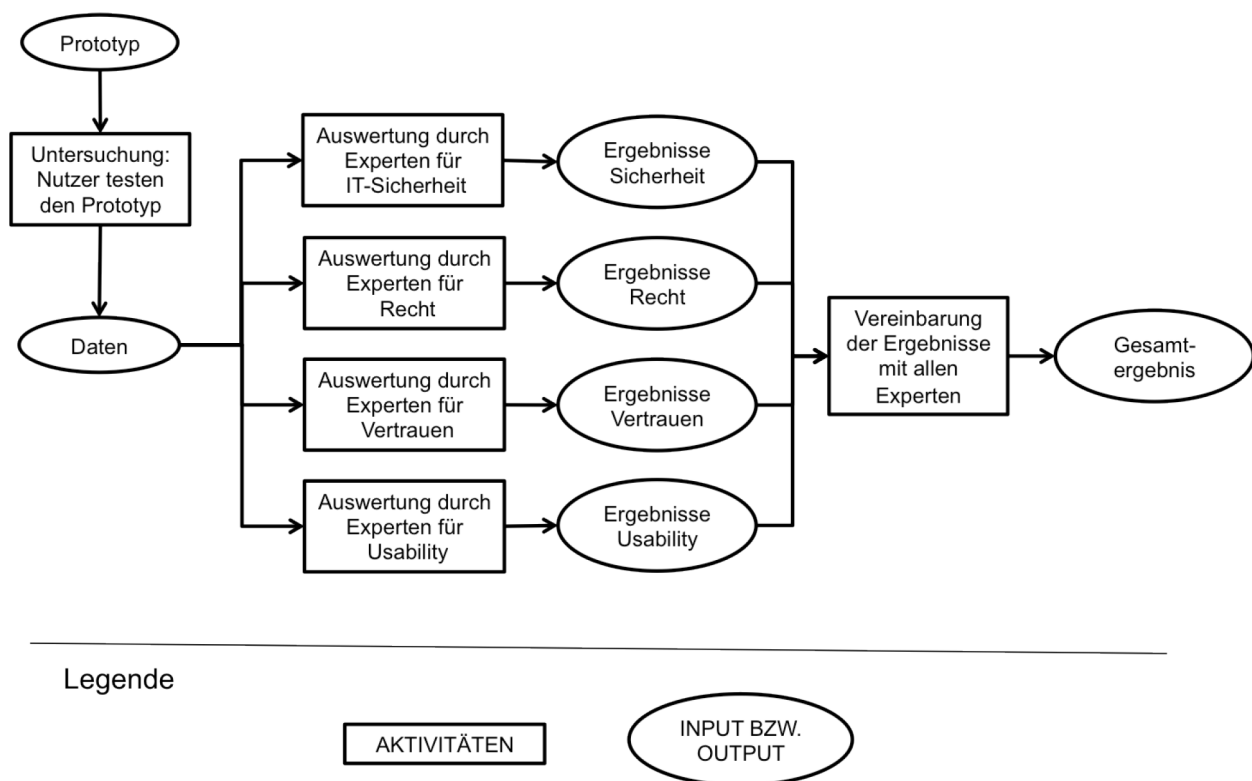 Prototyp
Untersuchung:
Nutzer testen
den Prototyp
Daten
Auswertung durch
Experten für
IT-Sicherheit
Ergebnisse
Sicherheit
Auswertung durch
Experten für
Recht
Ergebnisse
Recht
Auswertung durch
Experten für
Vertrauen
Ergebnisse
Vertrauen
Auswertung durch
Experten für
Usability
Ergebnisse
Usability
Vereinbarung
der Ergebnisse
mit allen
Experten
Gesamt-
ergebnis
Legende
AKTIVITÄTEN
INPUT BZW.
OUTPUT